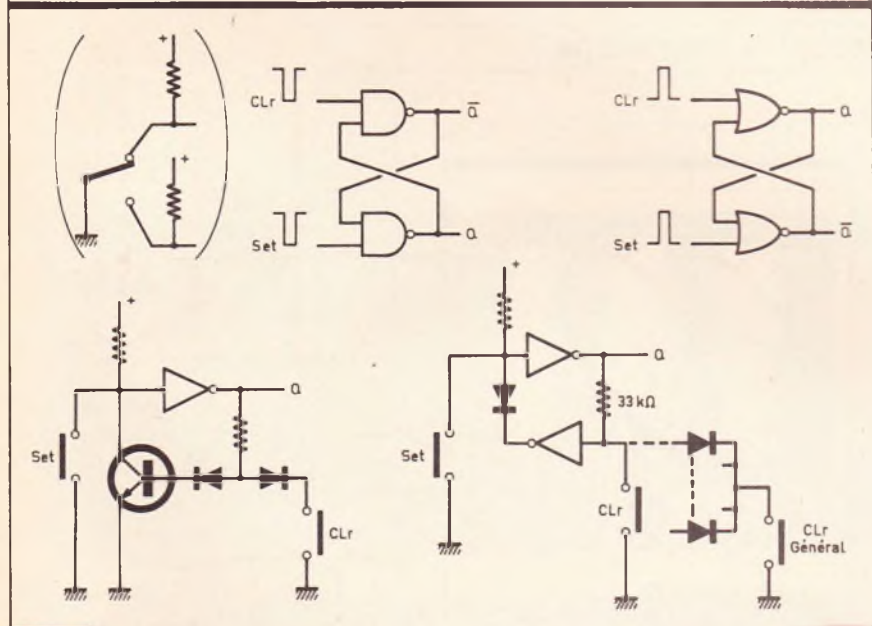 +
+
CLr
Set
Q̅
Q
CLr
Set
Q
Q̅
+
Set
Q
CLr
+
Set
Q
33 kΩ
CLr
CLr
Général